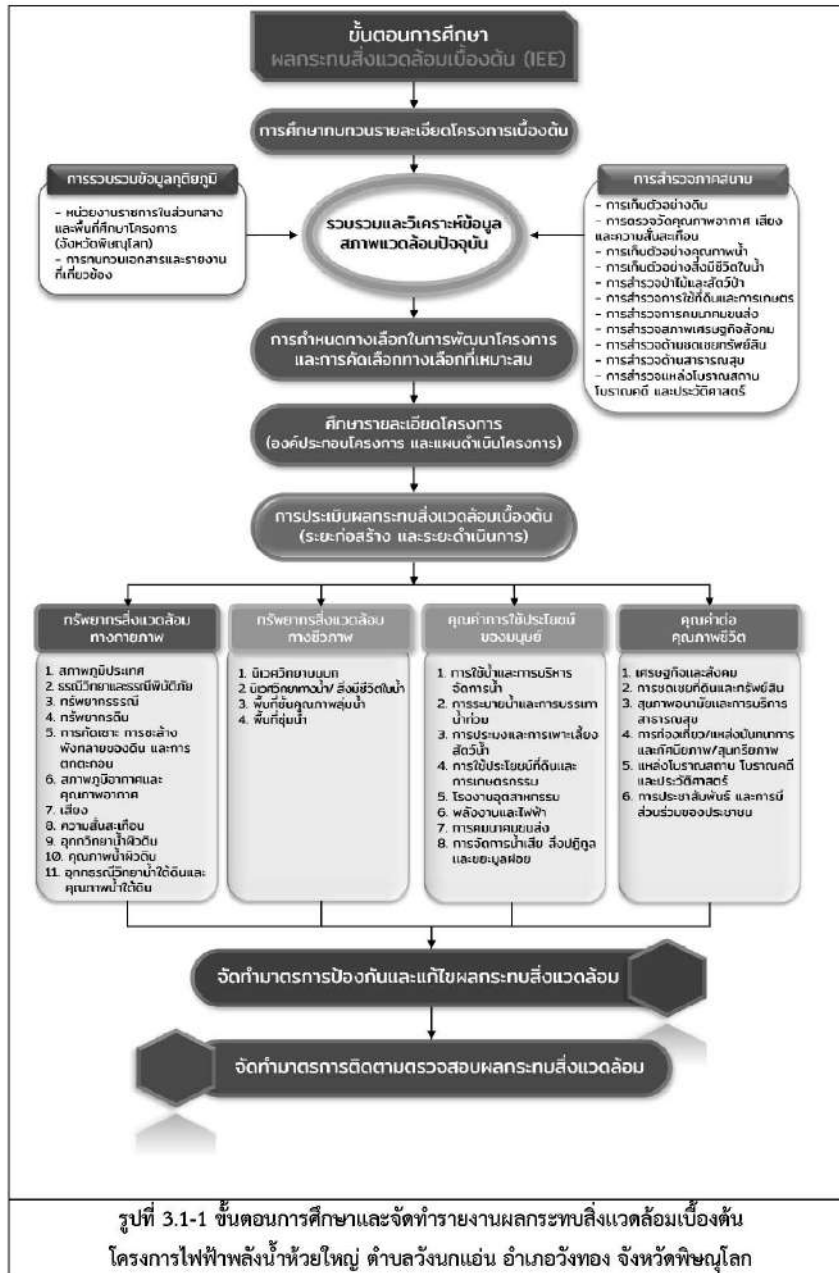 ขั้นตอนการศึกษา
ผลกระทบสิ่งแวดล้อมเบื้องต้น (IEE)
การศึกษาทบทวนรายละเอียดโครงการเบื้องต้น
การรวบรวมข้อมูลทุติยภูมิ
- หน่วยงานราชการในส่วนกลาง
และพื้นที่ศึกษาโครงการ
(จังหวัดพิษณุโลก)
- การทบทวนเอกสารและรายงาน
ที่เกี่ยวข้อง
รวบรวมและวิเคราะห์ข้อมูล
สภาพแวดล้อมปัจจุบัน
การสำรวจภาคสนาม
- การเก็บตัวอย่างดิน
- การตรวจวัดคุณภาพอากาศ เสียง
และความสั่นสะเทือน
- การเก็บตัวอย่างคุณภาพน้ำ
- การเก็บตัวอย่างสิ่งมีชีวิตในน้ำ
- การสำรวจป่าไม้และสัตว์ป่า
- การสำรวจการใช้ที่ดินและการเกษตร
- การสำรวจการคมนาคมขนส่ง
- การสำรวจสภาพเศรษฐกิจสังคม
- การสำรวจด้านชดเชยทรัพย์สิน
- การสำรวจด้านสาธารณสุข
- การสำรวจแหล่งโบราณสถาน
โบราณคดี และประวัติศาสตร์
การกำหนดทางเลือกในการพัฒนาโครงการ
และการคัดเลือกทางเลือกที่เหมาะสม
ศึกษารายละเอียดโครงการ
(องค์ประกอบโครงการ และแผนดำเนินโครงการ)
การประเมินผลกระทบสิ่งแวดล้อมเบื้องต้น
(ระยะก่อสร้าง และระยะดำเนินการ)
ทรัพยากรสิ่งแวดล้อม
ทางกายภาพ
1. สภาพภูมิประเทศ
2. ธรณีวิทยาและธรณีพิบัติภัย
3. ทรัพยากรธรณี
4. ทรัพยากรดิน
5. การกัดเซาะ การชะล้าง
พังทลายของดิน และการ
ตกตะกอน
6. สภาพภูมิอากาศและ
คุณภาพอากาศ
7. เสียง
8. ความสั่นสะเทือน
9. อุทกวิทยาน้ำผิวดิน
10. คุณภาพน้ำผิวดิน
11. อุทกธรณีวิทยาน้ำใต้ดินและ
คุณภาพน้ำใต้ดิน
ทรัพยากรสิ่งแวดล้อม
ทางชีวภาพ
1. นิเวศวิทยาบนบก
2. นิเวศวิทยาทางน้ำ/ สิ่งมีชีวิตในน้ำ
3. พื้นที่ชั้นคุณภาพลุ่มน้ำ
4. พื้นที่ชุ่มน้ำ
คุณค่าการใช้ประโยชน์
ของมนุษย์
1. การใช้น้ำและการบริหาร
จัดการน้ำ
2. การระบายน้ำและการบรรเทา
น้ำท่วม
3. การประมงและการเพาะเลี้ยง
สัตว์น้ำ
4. การใช้ประโยชน์ที่ดินและ
การเกษตรกรรม
5. โรงงานอุตสาหกรรม
6. พลังงานและไฟฟ้า
7. การคมนาคมขนส่ง
8. การจัดการน้ำเสีย สิ่งปฏิกูล
และขยะมูลฝอย
คุณค่าต่อ
คุณภาพชีวิต
1. เศรษฐกิจและสังคม
2. การชดเชยที่ดินและทรัพย์สิน
3. สุขภาพอนามัยและการบริการ
สาธารณสุข
4. การท่องเที่ยว/แหล่งนันทนาการ
และทัศนียภาพ/สุนทรียภาพ
5. แหล่งโบราณสถาน โบราณคดี
และประวัติศาสตร์
6. การประชาสัมพันธ์ และการมี
ส่วนร่วมของประชาชน
จัดทำมาตรการป้องกันและแก้ไขผลกระทบสิ่งแวดล้อม
จัดทำมาตรการติดตามตรวจสอบผลกระทบสิ่งแวดล้อม
รูปที่ 3.1-1 ขั้นตอนการศึกษาและจัดทำรายงานผลกระทบสิ่งแวดล้อมเบื้องต้น
โครงการไฟฟ้าพลังน้ำห้วยใหญ่ ตำบลวังนกแอ่น อำเภอวังทอง จังหวัดพิษณุโลก